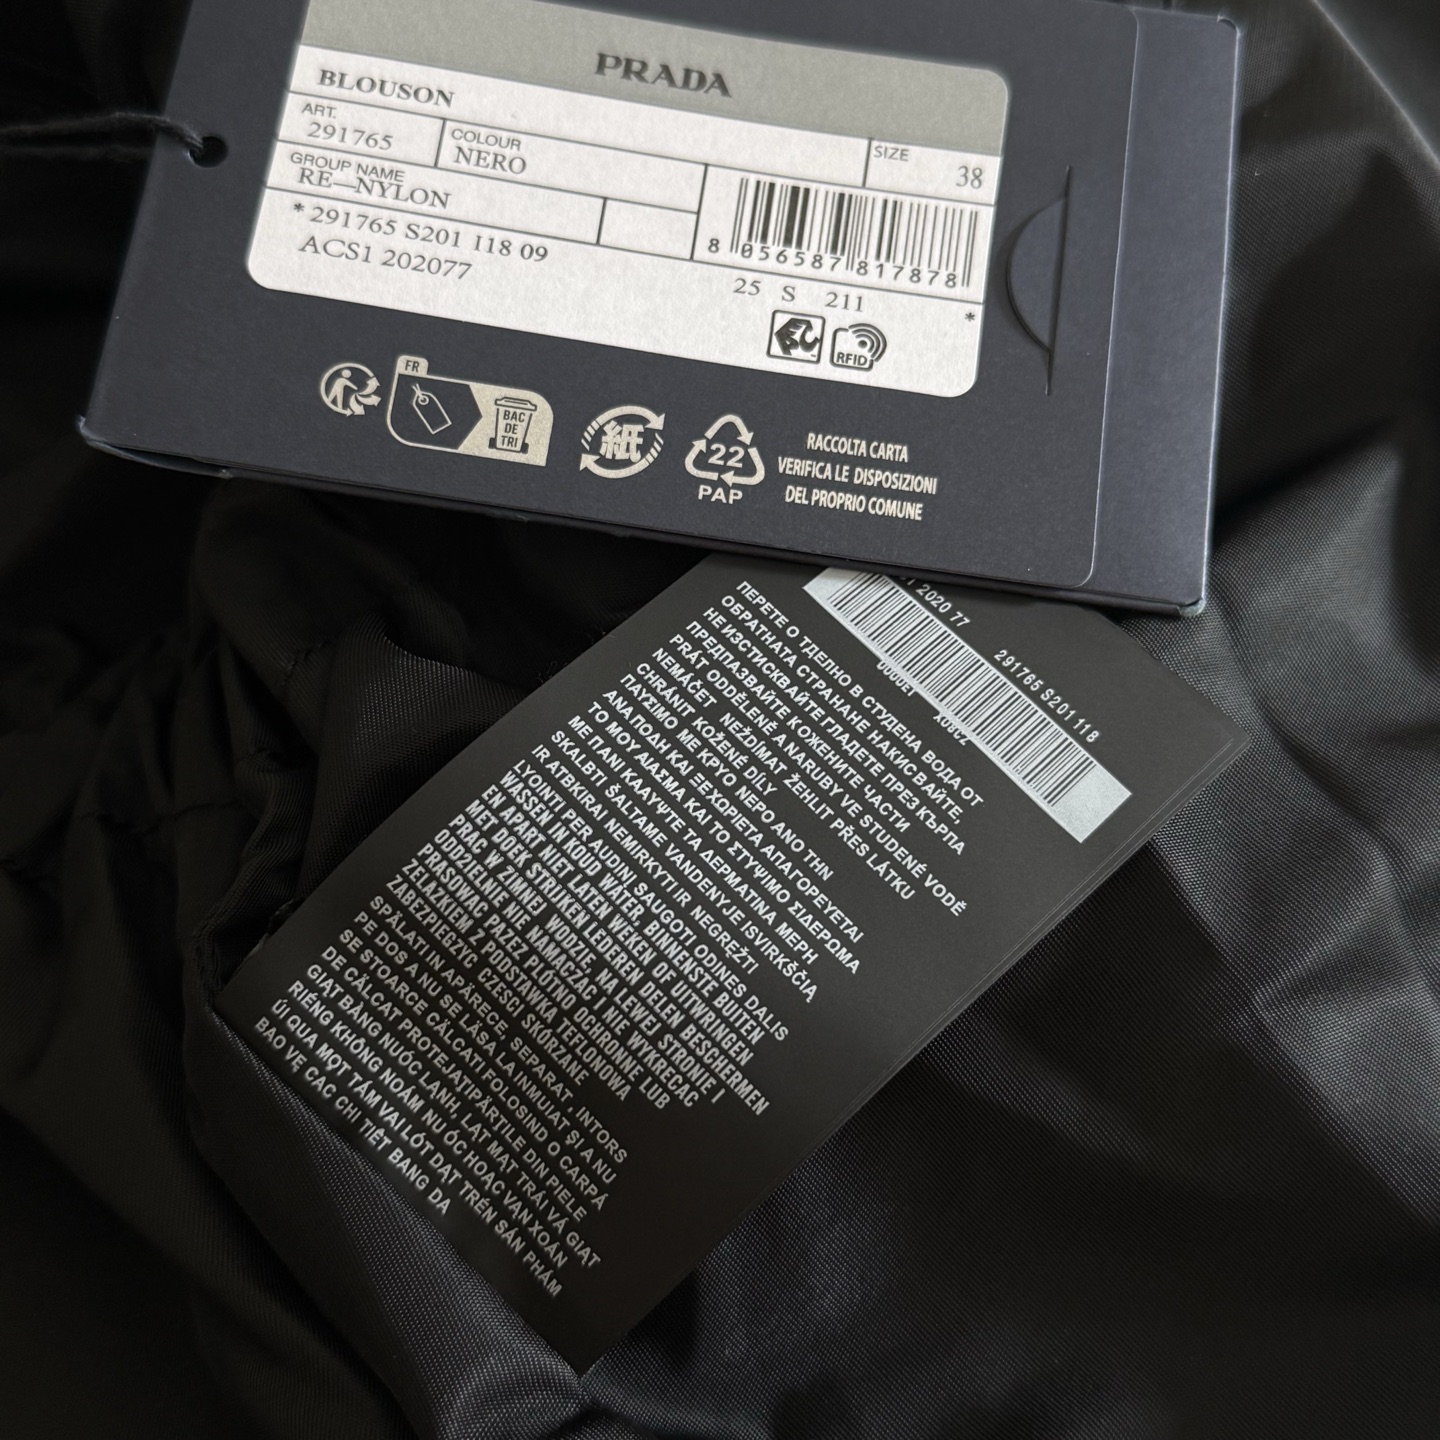 PRADA
BLOUSON
ART.
291765
COLOUR
NERO
SIZE
38
GROUP NAME
RE—NYLON
* 291765 S201 118 09
ACS1 202077
8 056587 817878
25 S 211
*
RFID
FR
BAC
DE
TRI
紙
22
PAP
RACCOLTA CARTA
VERIFICA LE DISPOSIZIONI
DEL PROPRIO COMUNE
2020 77
291765 S201 118
ПЕРЕТЕ О ТДЕЛНО В СТУДЕНА ВОДА ОТ
ОБРАТНАТА СТРАНАНЕ НАКИС ВАЙТЕ,
НЕ ИЗСТИСКВАЙТЕ ГЛАДЕТЕ ПРЕЗ КЪРПА
ПРЕДПАЗВАЙТЕ КОЖЕНИТЕ ЧАСТИ
PRÁT ODDĚLENĚ A NARUBY VE STUDENÉ VODĚ
NEMÁČET NEŽDÍMAT ŽEHLIT PŘES LÁTKU
CHRÁNIT KOŽENÉ DÍLY
ΠΛΥΣΙΜΟ ΜΕ ΚΡΥΟ ΝΕΡΟ ΑΠΟ ΤΗΝ
ΑΝΑΠΟΔΗ ΚΑΙ ΞΕΧΩΡΙΣΤΑ ΑΠΑΓΟΡΕΥΕΤΑΙ
ΤΟ ΜΟΥΔΙΑΣΜΑ ΚΑΙ ΤΟ ΣΤΥΨΙΜΟ ΣΙΔΕΡΩΜΑ
ΜΕ ΠΑΝΙ ΚΑΛΥΨΤΕ ΤΑ ΔΕΡΜΑΤΙΝΑ ΜΕΡΗ
SKALBTI ŠALTAME VANDENYJE IŠVIRKŠČIĄ
IR ATSKIRAI NEMIRKYTI IR NEGRĘŽTI
LYGINTI PER AUDINĮ SAUGOTI ODINES DALIS
WASSEN IN KOUD WATER BINNENSTE BUITEN
EN APART NIET LATEN WEKEN OF UITWRINGEN
MET DOEK STRIJKEN LEDEREN DELEN BESCHERMEN
PRAĆ W ZIMNEJ WODZIE, NA LEWEJ STRONIE I
ODDZIELNIE NIE NAMACZAĆ I NIE WYKRĘCAĆ
PRASOWAĆ PRZEZ PŁÓTNO OCHRONNE LUB
ŻELAZKIEM Z PODSTAWKĄ TEFLONOWĄ
ZABEZPIECZYĆ CZĘŚCI SKÓRZANE
SPĂLAȚI ÎN APĂ RECE, SEPARAT, ÎNTORS
PE DOS A NU SE LĂSA LA ÎNMUIAT ȘI A NU
SE STOARCE CĂLCAȚI FOLOSIND O CARPĂ
DE CĂLCAT PROTEJAȚI PĂRȚILE DIN PIELE
GIẶT BẰNG NƯỚC LẠNH, LẬT MẶT TRÁI VÀ GIẶT
RIÊNG KHÔNG NGÂM NƯỚC HOẶC VẶN XOẮN
ỦI QUA MỘT TẤM VẢI LÓT ĐẶT TRÊN SẢN PHẨM
BẢO VỆ CÁC CHI TIẾT BẰNG DA